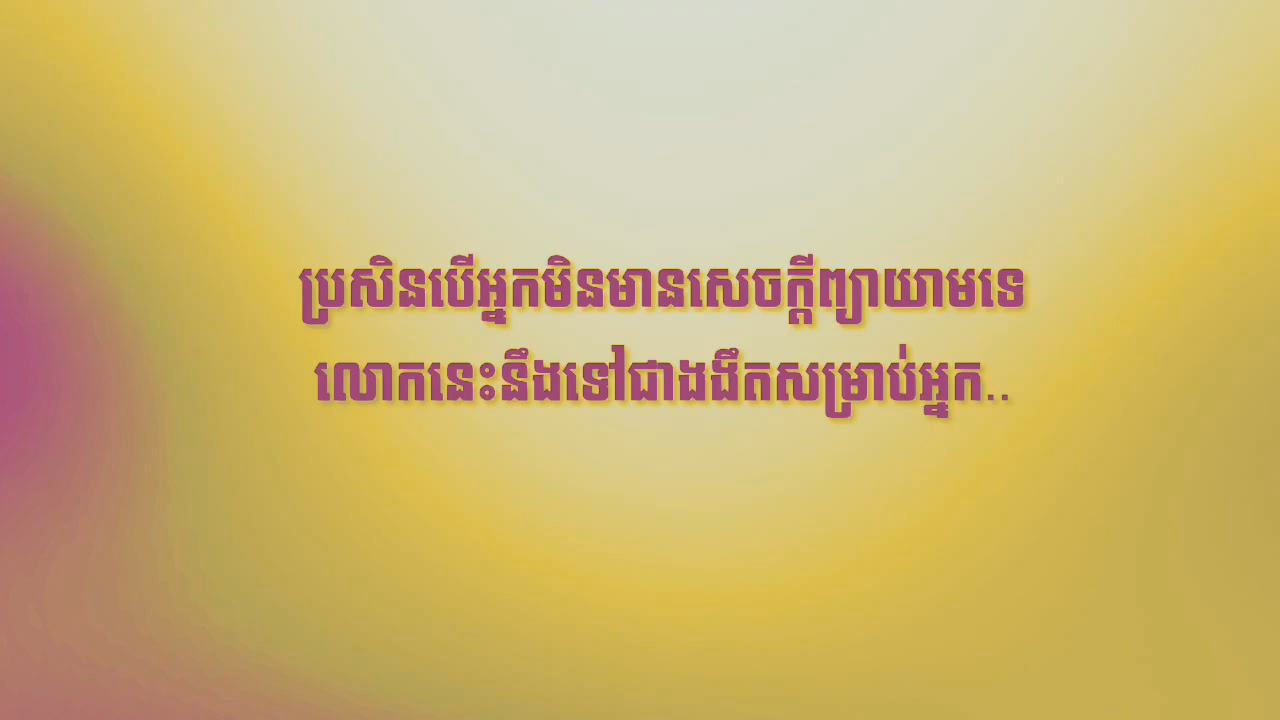 ប្រសិនបើអ្នកមិនមានសេចក្ដីព្យាយាមទេ
លោកនេះនឹងទៅជាងងឹតសម្រាប់អ្នក..